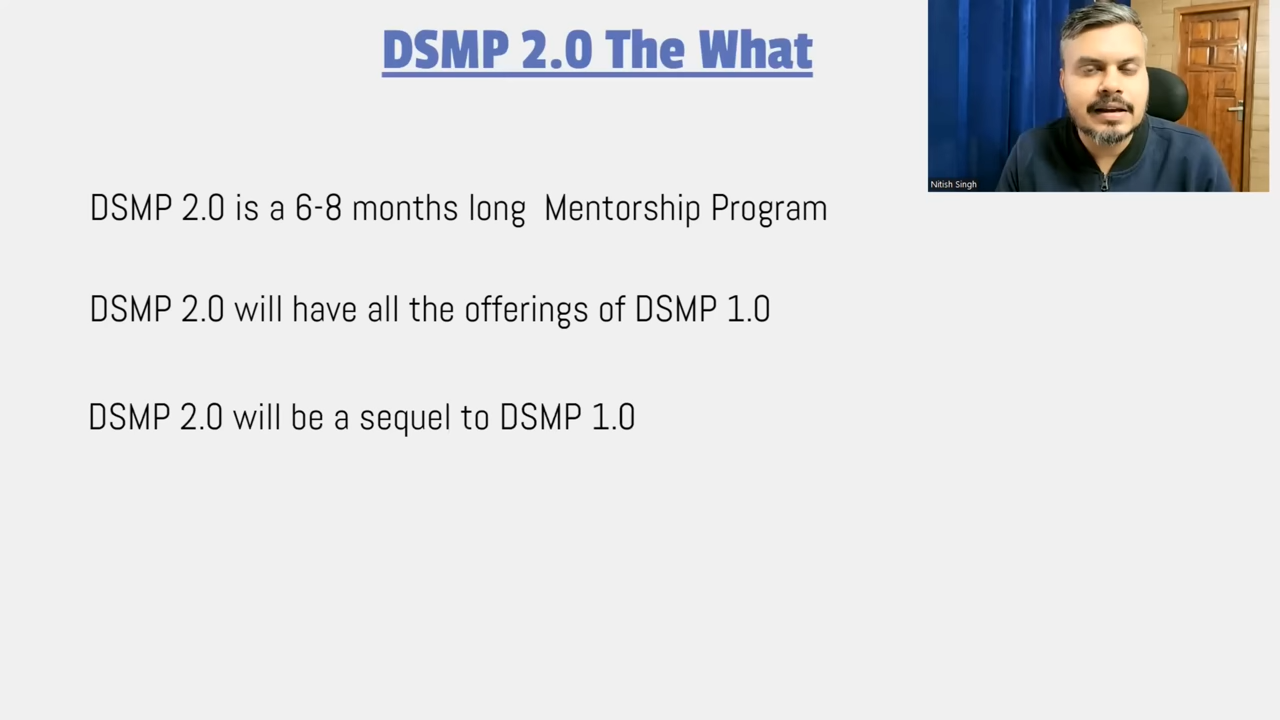 DSMP 2.0 The What
Nitish Singh
DSMP 2.0 is a 6-8 months long Mentorship Program
DSMP 2.0 will have all the offerings of DSMP 1.0
DSMP 2.0 will be a sequel to DSMP 1.0